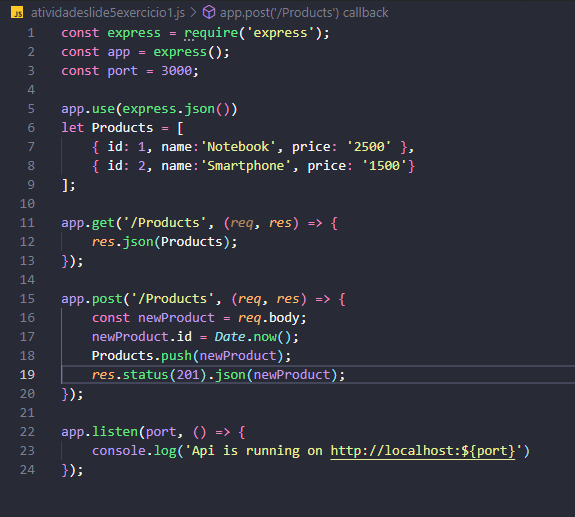 JS atividadeslide5exercicio1.js > app.post('/Products') callback
1 const express = require('express');
2 const app = express();
3 const port = 3000;
4
5 app.use(express.json())
6 let Products = [
7     { id: 1, name:'Notebook', price: '2500' },
8     { id: 2, name:'Smartphone', price: '1500'}
9 ];
10
11 app.get('/Products', (req, res) => {
12     res.json(Products);
13 });
14
15 app.post('/Products', (req, res) => {
16     const newProduct = req.body;
17     newProduct.id = Date.now();
18     Products.push(newProduct);
19     res.status(201).json(newProduct);
20 });
21
22 app.listen(port, () => {
23     console.log('Api is running on http://localhost:${port}')
24 });